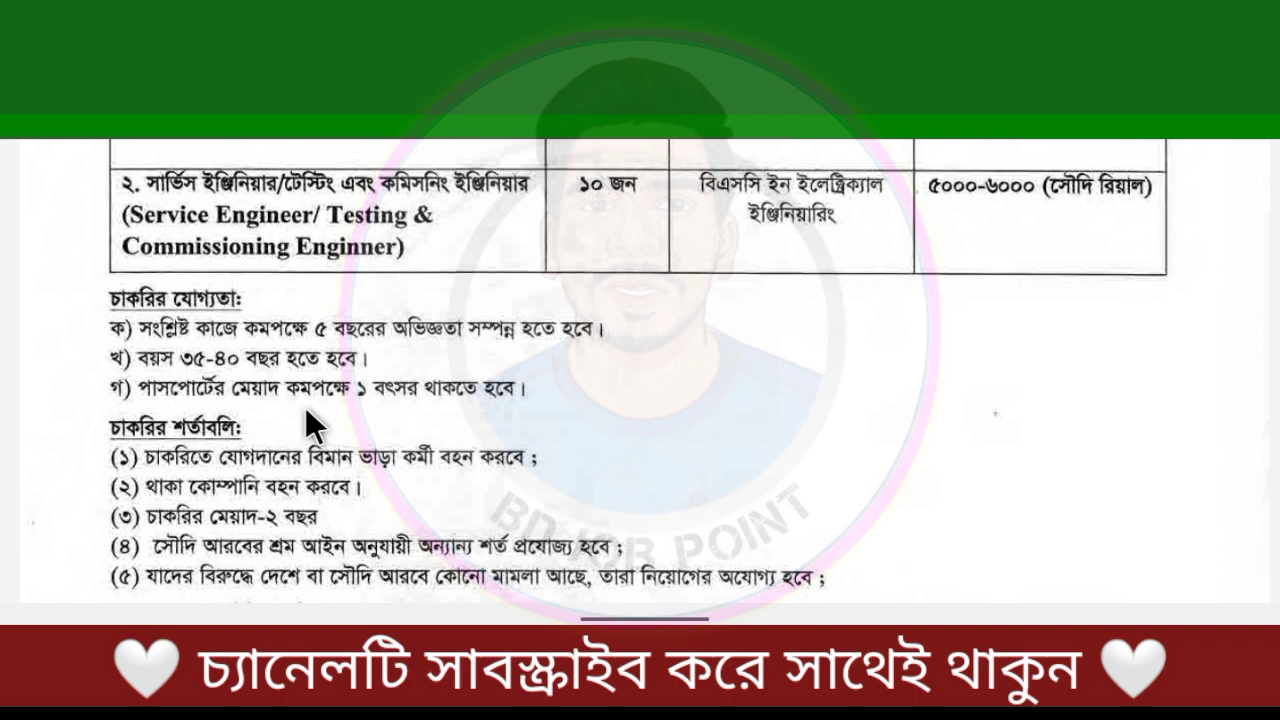 ২. সার্ভিস ইঞ্জিনিয়ার/টেস্টিং এবং কমিসনিং ইঞ্জিনিয়ার
(Service Engineer/ Testing &
Commissioning Enginner)
১০ জন
বিএসসি ইন ইলেট্রিক্যাল
ইঞ্জিনিয়ারিং
৫০০০-৬০০০ (সৌদি রিয়াল)
চাকরির যোগ্যতা:
ক) সংশ্লিষ্ট কাজে কমপক্ষে ৫ বছরের অভিজ্ঞতা সম্পন্ন হতে হবে।
খ) বয়স ৩৫-৪০ বছর হতে হবে।
গ) পাসপোর্টের মেয়াদ কমপক্ষে ১ বৎসর থাকতে হবে।
চাকরির শর্তাবলি:
(১) চাকরিতে যোগদানের বিমান ভাড়া কর্মী বহন করবে ;
(২) থাকা কোম্পানি বহন করবে।
(৩) চাকরির মেয়াদ-২ বছর
(৪) সৌদি আরবের শ্রম আইন অনুযায়ী অন্যান্য শর্ত প্রযোজ্য হবে ;
(৫) যাদের বিরুদ্ধে দেশে বা সৌদি আরবে কোনো মামলা আছে, তারা নিয়োগের অযোগ্য হবে ;
BD JOB POINT
চ্যানেলটি সাবস্ক্রাইব করে সাথেই থাকুন